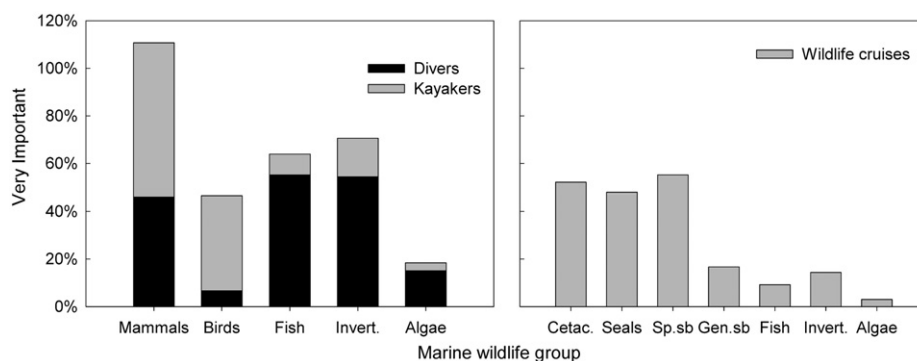 120%
100%
80%
60%
40%
20%
0%
Very Important
Divers
Kayakers
Wildlife cruises
Mammals Birds Fish Invert. Algae
Cetac. Seals Sp.sb Gen.sb Fish Invert. Algae
Marine wildlife group